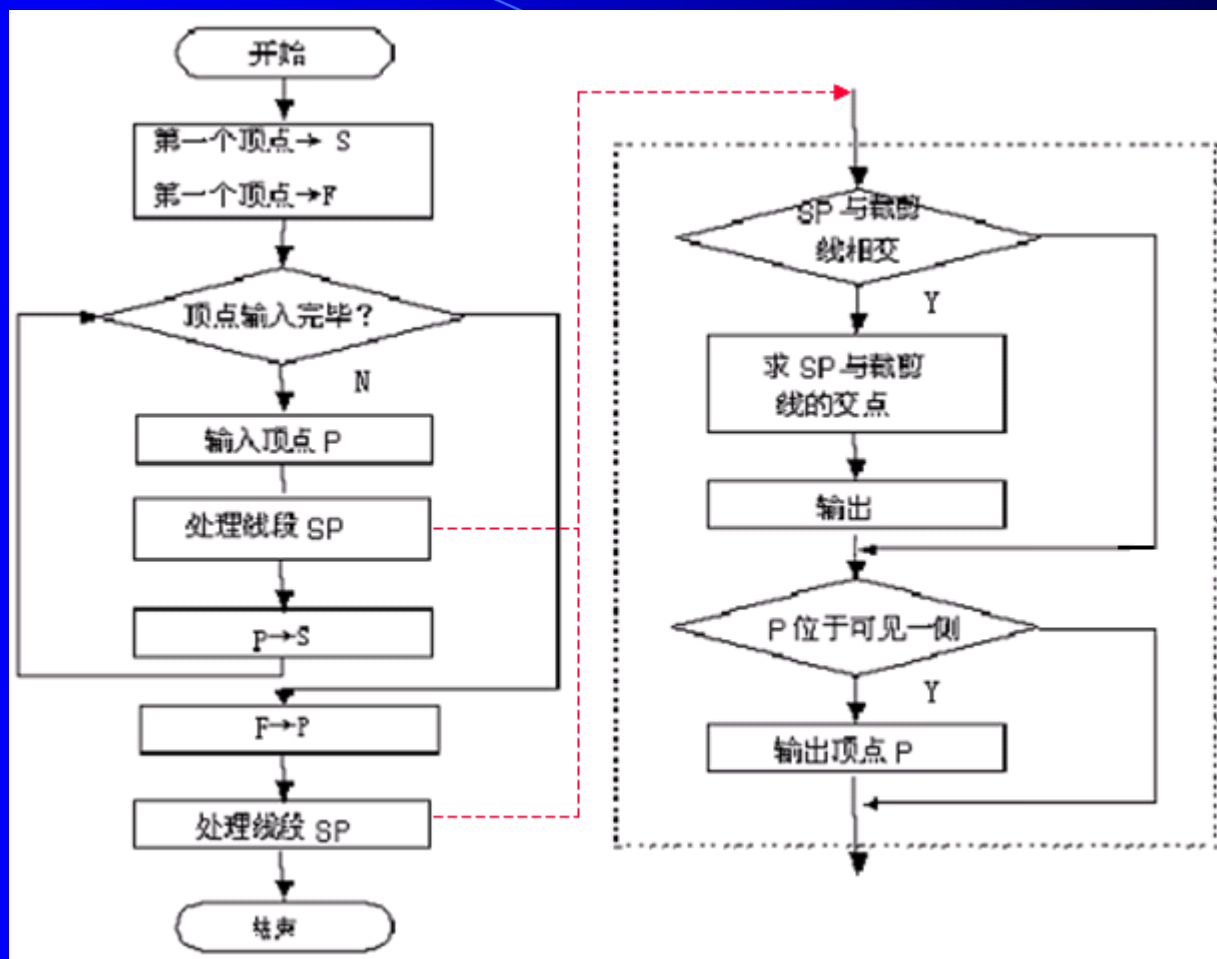 开始
第一个顶点→ S
第一个顶点→F
顶点输入完毕?
N
输入顶点 P
处理线段 SP
P→S
F→P
处理线段 SP
结束
SP 与裁剪
线相交
Y
求 SP 与裁剪
线的交点
输出
P 位于可见一侧
Y
输出顶点 P